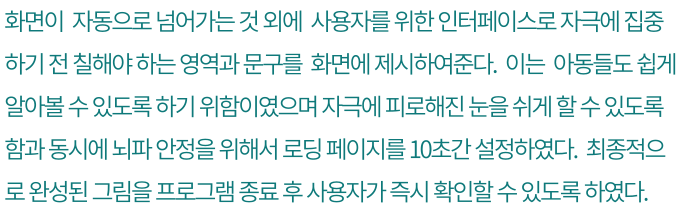 화면이 자동으로 넘어가는 것 외에 사용자를 위한 인터페이스로 자극에 집중
하기 전 칠해야 하는 영역과 문구를 화면에 제시하여준다. 이는 아동들도 쉽게
알아볼 수 있도록 하기 위함이였으며 자극에 피로해진 눈을 쉬게 할 수 있도록
함과 동시에 뇌파 안정을 위해서 로딩 페이지를 10초간 설정하였다. 최종적으
로 완성된 그림을 프로그램 종료 후 사용자가 즉시 확인할 수 있도록 하였다.